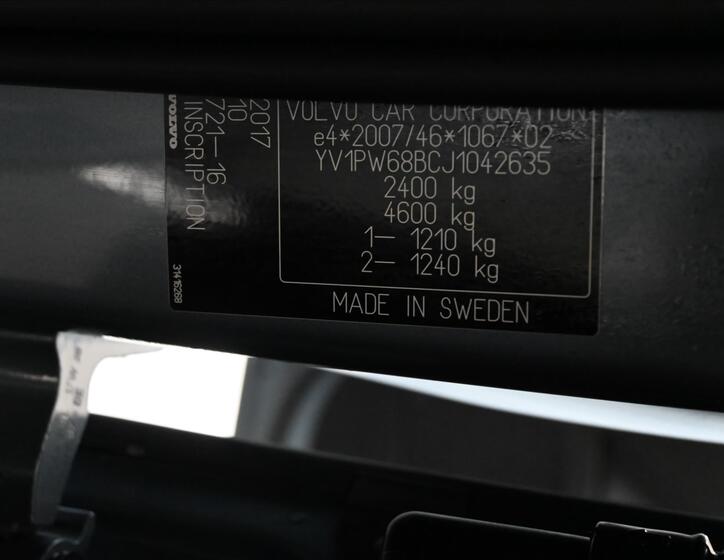 VOLVO
INSCRIPTION
721-16
10
2017
31416268
VOLVO CAR CORPORATION
e4*2007/46*1067*02
YV1PW68BCJ1042635
2400 kg
4600 kg
1- 1210 kg
2- 1240 kg
MADE IN SWEDEN